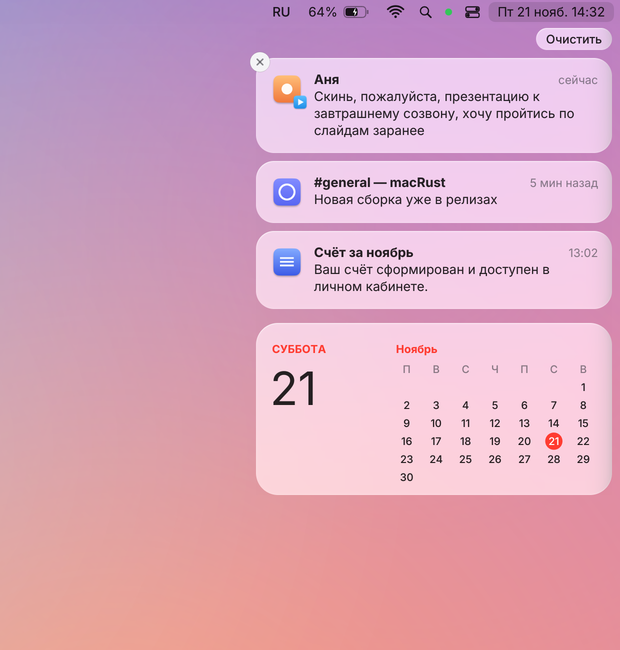 RU 64% Пт 21 нояб. 14:32
Очистить
Аня сейчас
Скинь, пожалуйста, презентацию к
завтрашнему созвону, хочу пройтись по
слайдам заранее
#general — macRust 5 мин назад
Новая сборка уже в релизах
Счёт за ноябрь 13:02
Ваш счёт сформирован и доступен в
личном кабинете.
СУББОТА
21
Ноябрь
П В С Ч П С В
1
2 3 4 5 6 7 8
9 10 11 12 13 14 15
16 17 18 19 20 21 22
23 24 25 26 27 28 29
30